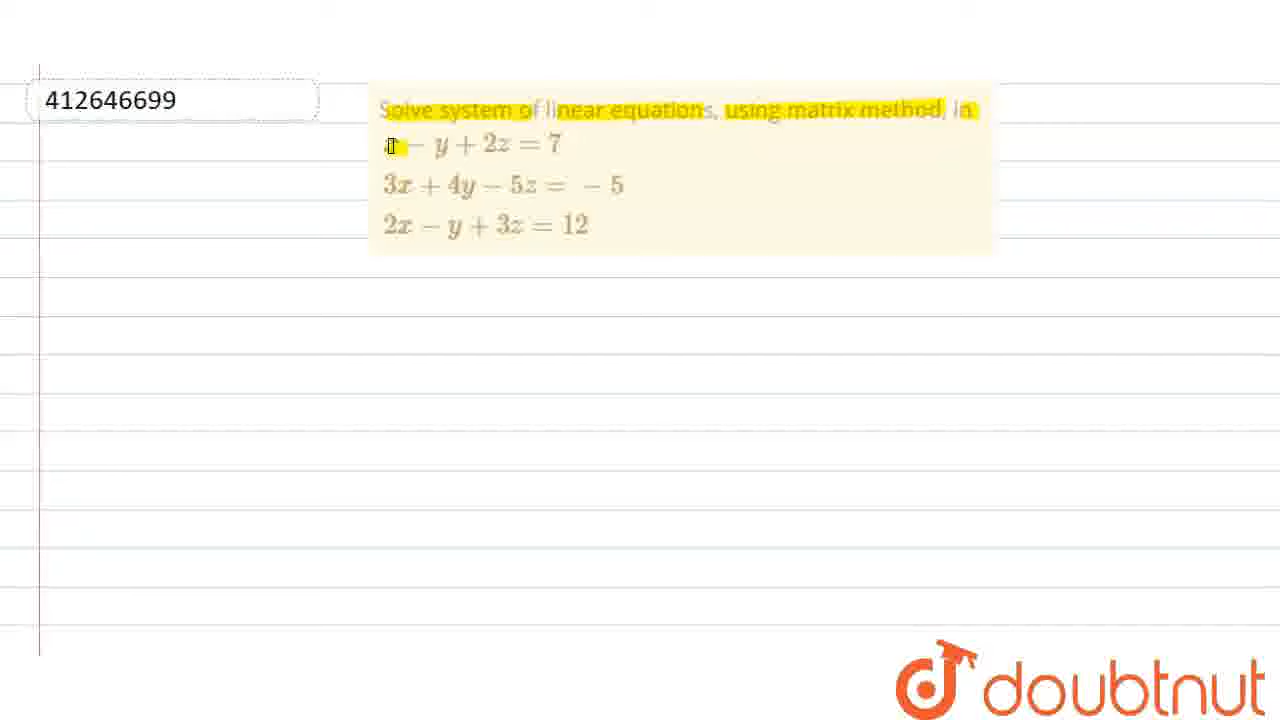 412646699
Solve system of linear equations, using matrix method, in
x − y + 2z = 7
3x + 4y − 5z = − 5
2x − y + 3z = 12
doubtnut